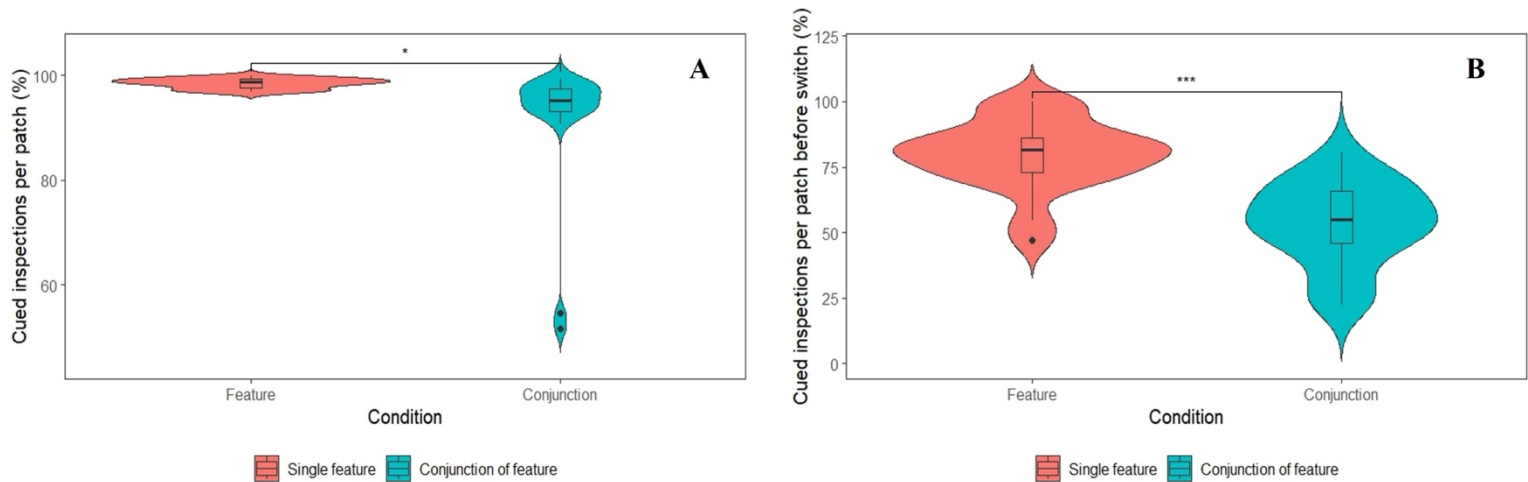 Cued inspections per patch (%)
100
80
60
*
A
Feature
Conjunction
Condition
Single feature
Conjunction of feature
Cued inspections per patch before switch (%)
125
100
75
50
25
0
***
B
Feature
Conjunction
Condition
Single feature
Conjunction of feature